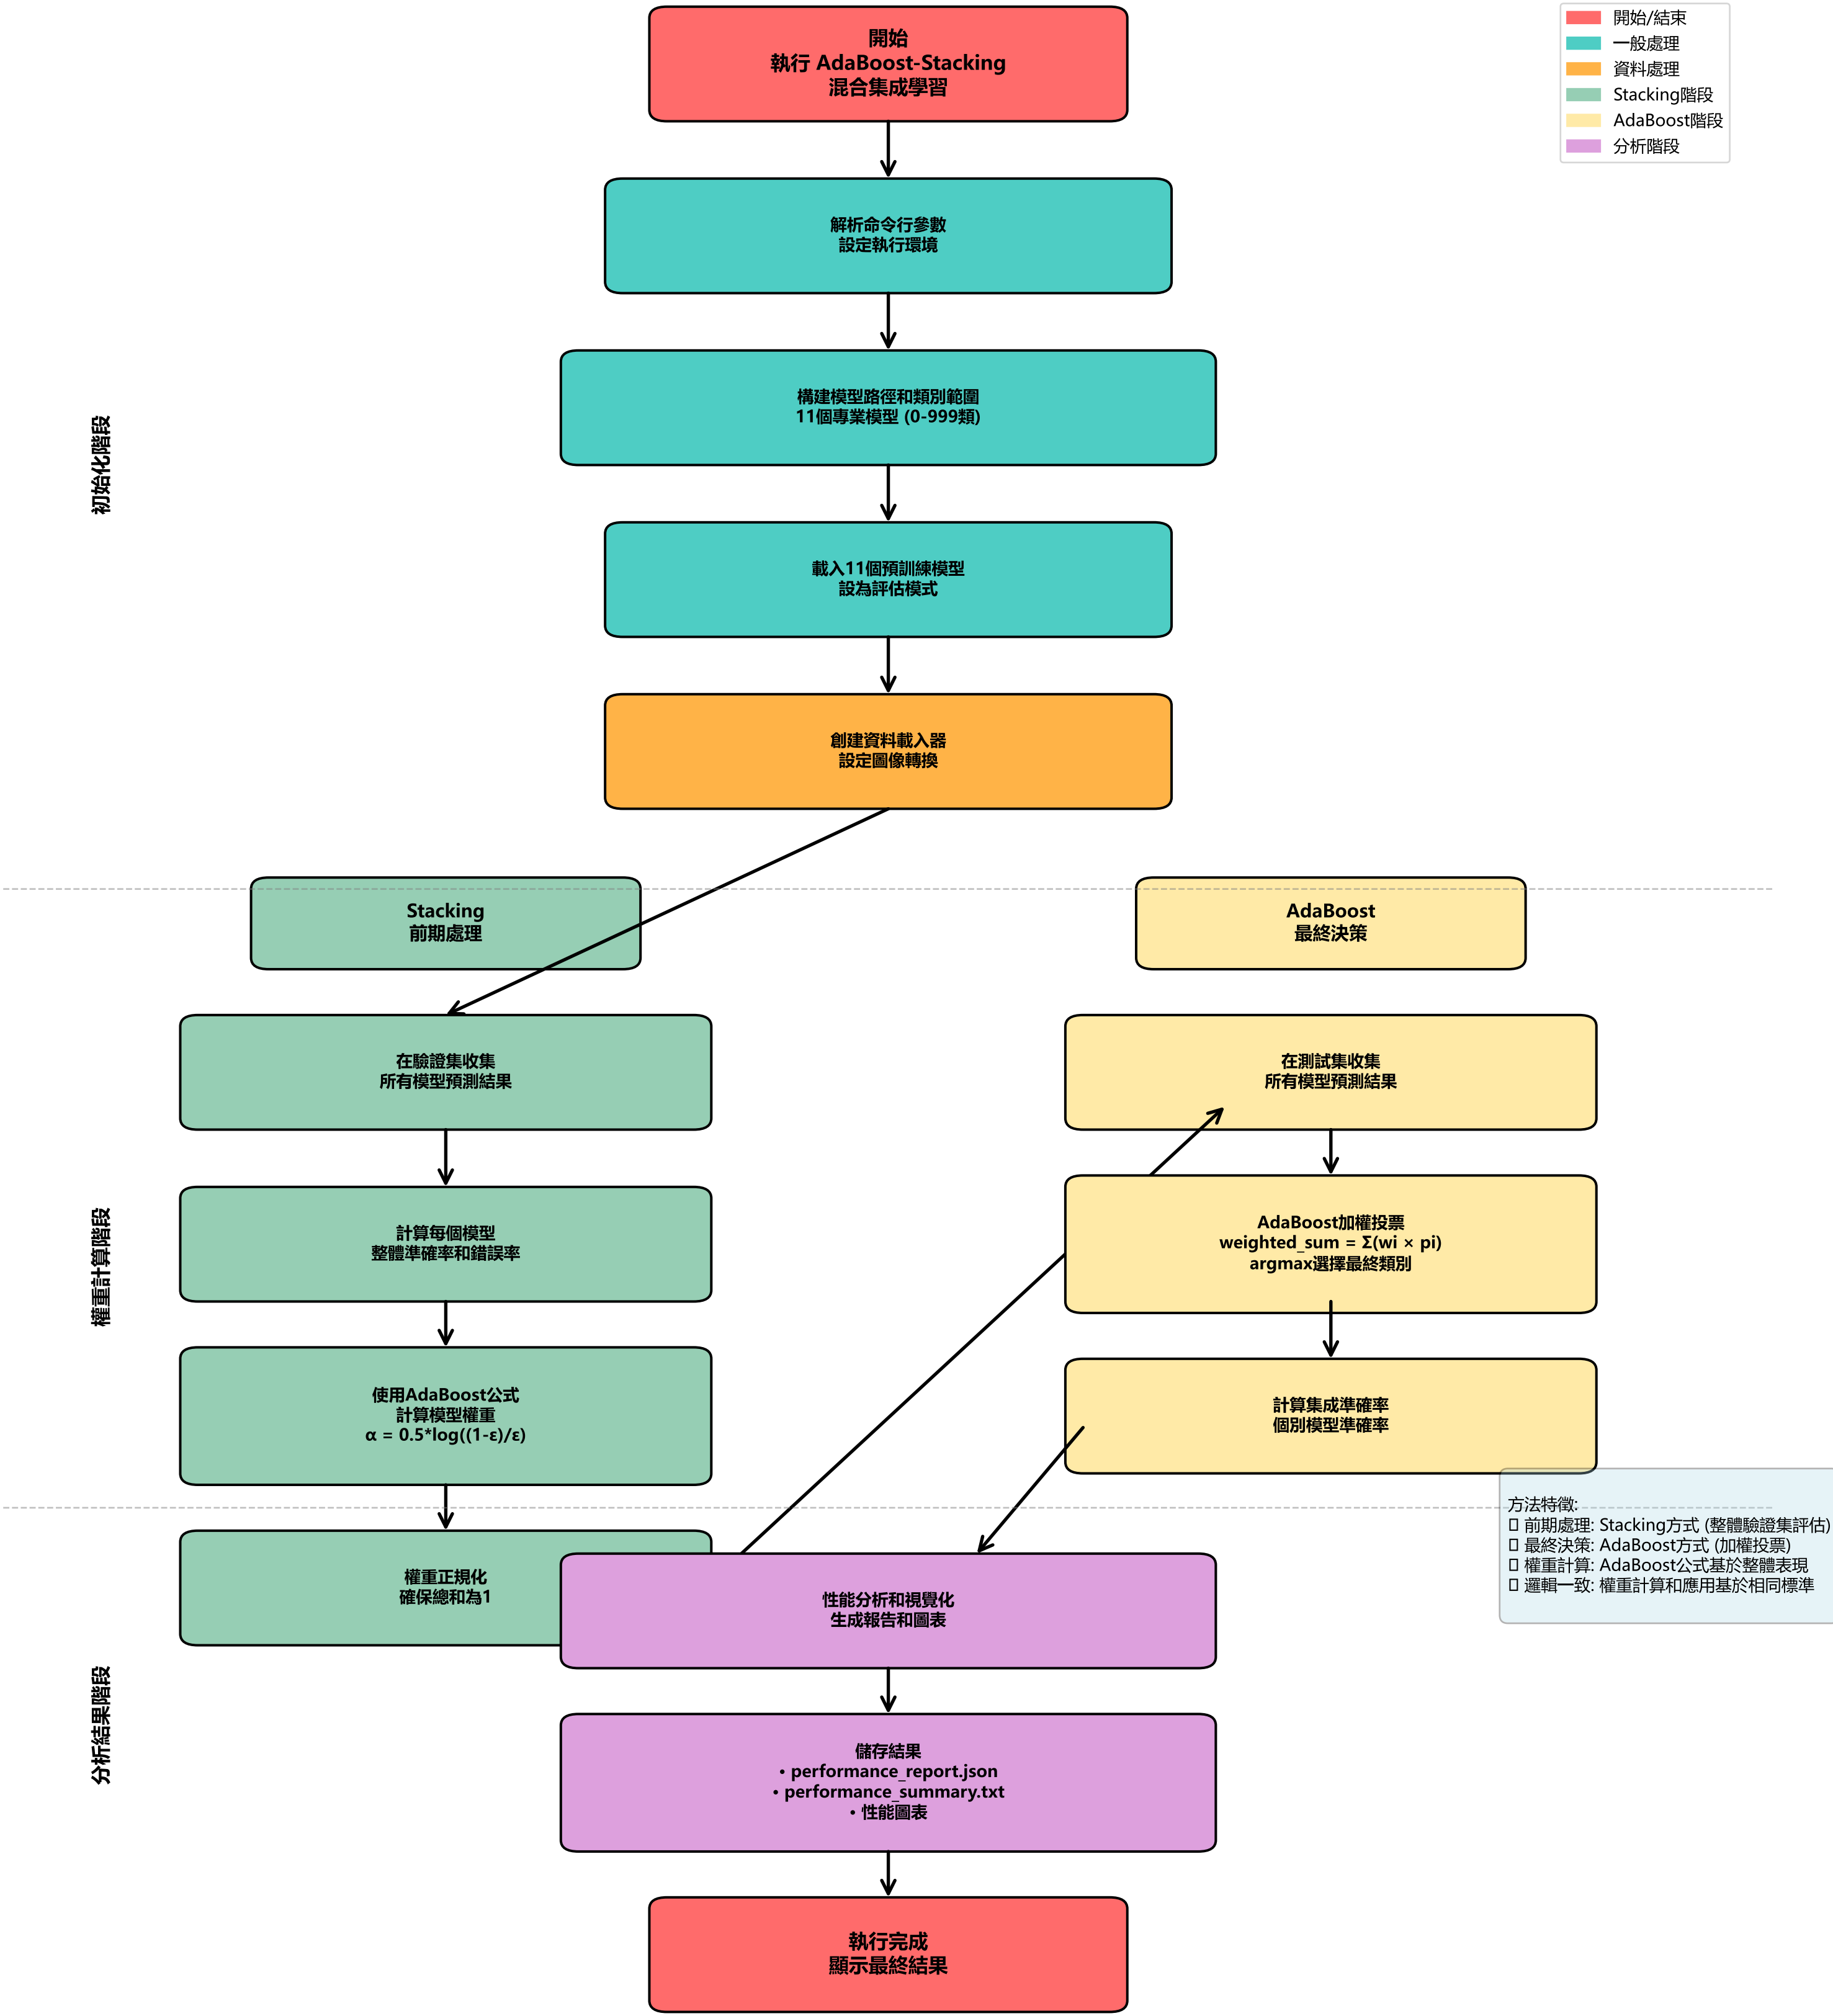 開始
執行 AdaBoost-Stacking
混合集成學習
開始/結束
一般處理
資料處理
Stacking階段
AdaBoost階段
分析階段
解析命令行參數
設定執行環境
構建模型路徑和類別範圍
11個專業模型 (0-999類)
初始化階段
載入11個預訓練模型
設為評估模式
創建資料載入器
設定圖像轉換
Stacking
前期處理
AdaBoost
最終決策
在驗證集收集
所有模型預測結果
在測試集收集
所有模型預測結果
權重計算階段
計算每個模型
整體準確率和錯誤率
AdaBoost加權投票
weighted_sum = Σ(wi × pi)
argmax選擇最終類別
使用AdaBoost公式
計算模型權重
α = 0.5*log((1-ε)/ε)
計算集成準確率
個別模型準確率
方法特徵:
▯ 前期處理: Stacking方式 (整體驗證集評估)
▯ 最終決策: AdaBoost方式 (加權投票)
▯ 權重計算: AdaBoost公式基於整體表現
▯ 邏輯一致: 權重計算和應用基於相同標準
權重正規化
確保總和為1
性能分析和視覺化
生成報告和圖表
分析結果階段
儲存結果
• performance_report.json
• performance_summary.txt
• 性能圖表
執行完成
顯示最終結果